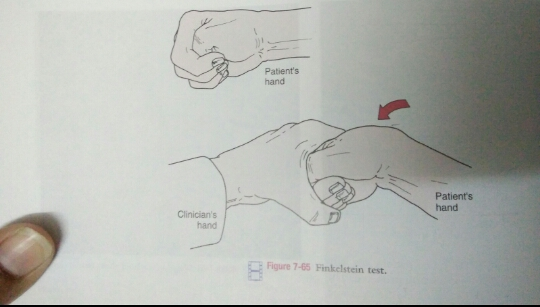 Patient's
hand
Clinician's
hand
Patient's
hand
Figure 7-65 Finkelstein test.